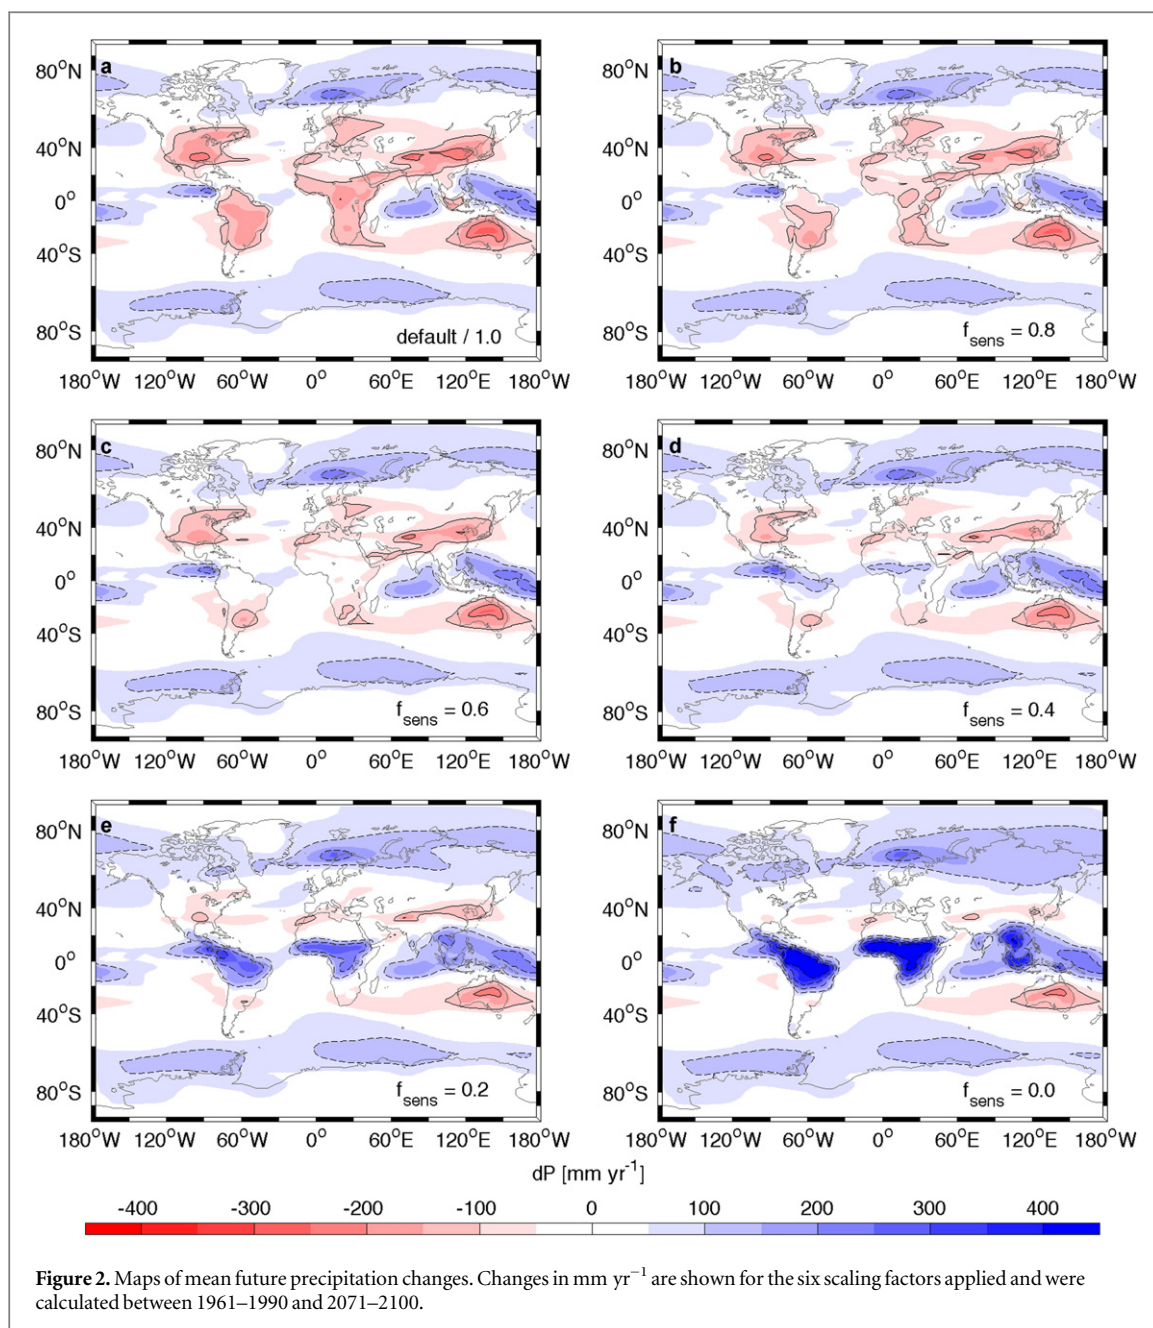 a
b
80°N
40°N
0°
40°S
80°S
default / 1.0
180°W 120°W 60°W 0° 60°E 120°E 180°W
80°N
40°N
0°
40°S
80°S
f_sens = 0.8
180°W 120°W 60°W 0° 60°E 120°E 180°W
c
d
80°N
40°N
0°
40°S
80°S
f_sens = 0.6
180°W 120°W 60°W 0° 60°E 120°E 180°W
80°N
40°N
0°
40°S
80°S
f_sens = 0.4
180°W 120°W 60°W 0° 60°E 120°E 180°W
e
f
80°N
40°N
0°
40°S
80°S
f_sens = 0.2
180°W 120°W 60°W 0° 60°E 120°E 180°W
80°N
40°N
0°
40°S
80°S
f_sens = 0.0
180°W 120°W 60°W 0° 60°E 120°E 180°W
dP [mm yr⁻¹]
-400 -300 -200 -100 0 100 200 300 400
Figure 2. Maps of mean future precipitation changes. Changes in mm yr⁻¹ are shown for the six scaling factors applied and were
calculated between 1961–1990 and 2071–2100.